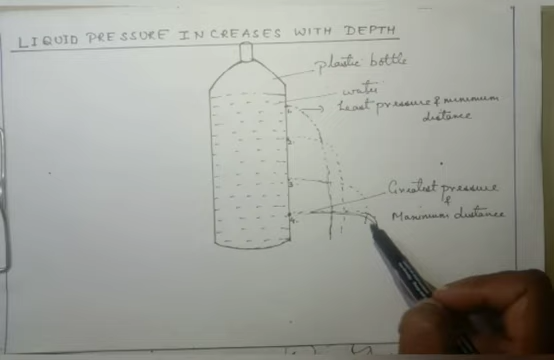 LIQUID PRESSURE INCREASES WITH DEPTH
plastic bottle
water
Least pressure & minimum
distance
Greatest pressure
&
Maximum distance